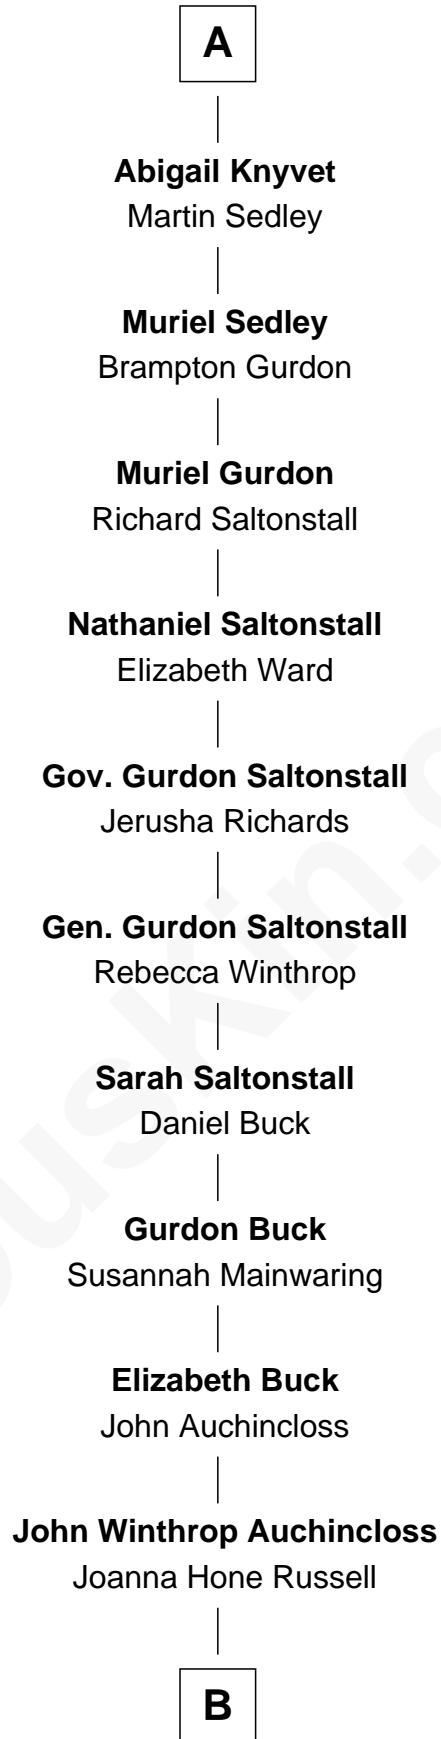 A
Abigail Knyvet
Martin Sedley
Muriel Sedley
Brampton Gurdon
Muriel Gurdon
Richard Saltonstall
Nathaniel Saltonstall
Elizabeth Ward
Gov. Gurdon Saltonstall
Jerusha Richards
Gen. Gurdon Saltonstall
Rebecca Winthrop
Sarah Saltonstall
Daniel Buck
Gurdon Buck
Susannah Mainwaring
Elizabeth Buck
John Auchincloss
John Winthrop Auchincloss
Joanna Hone Russell
B